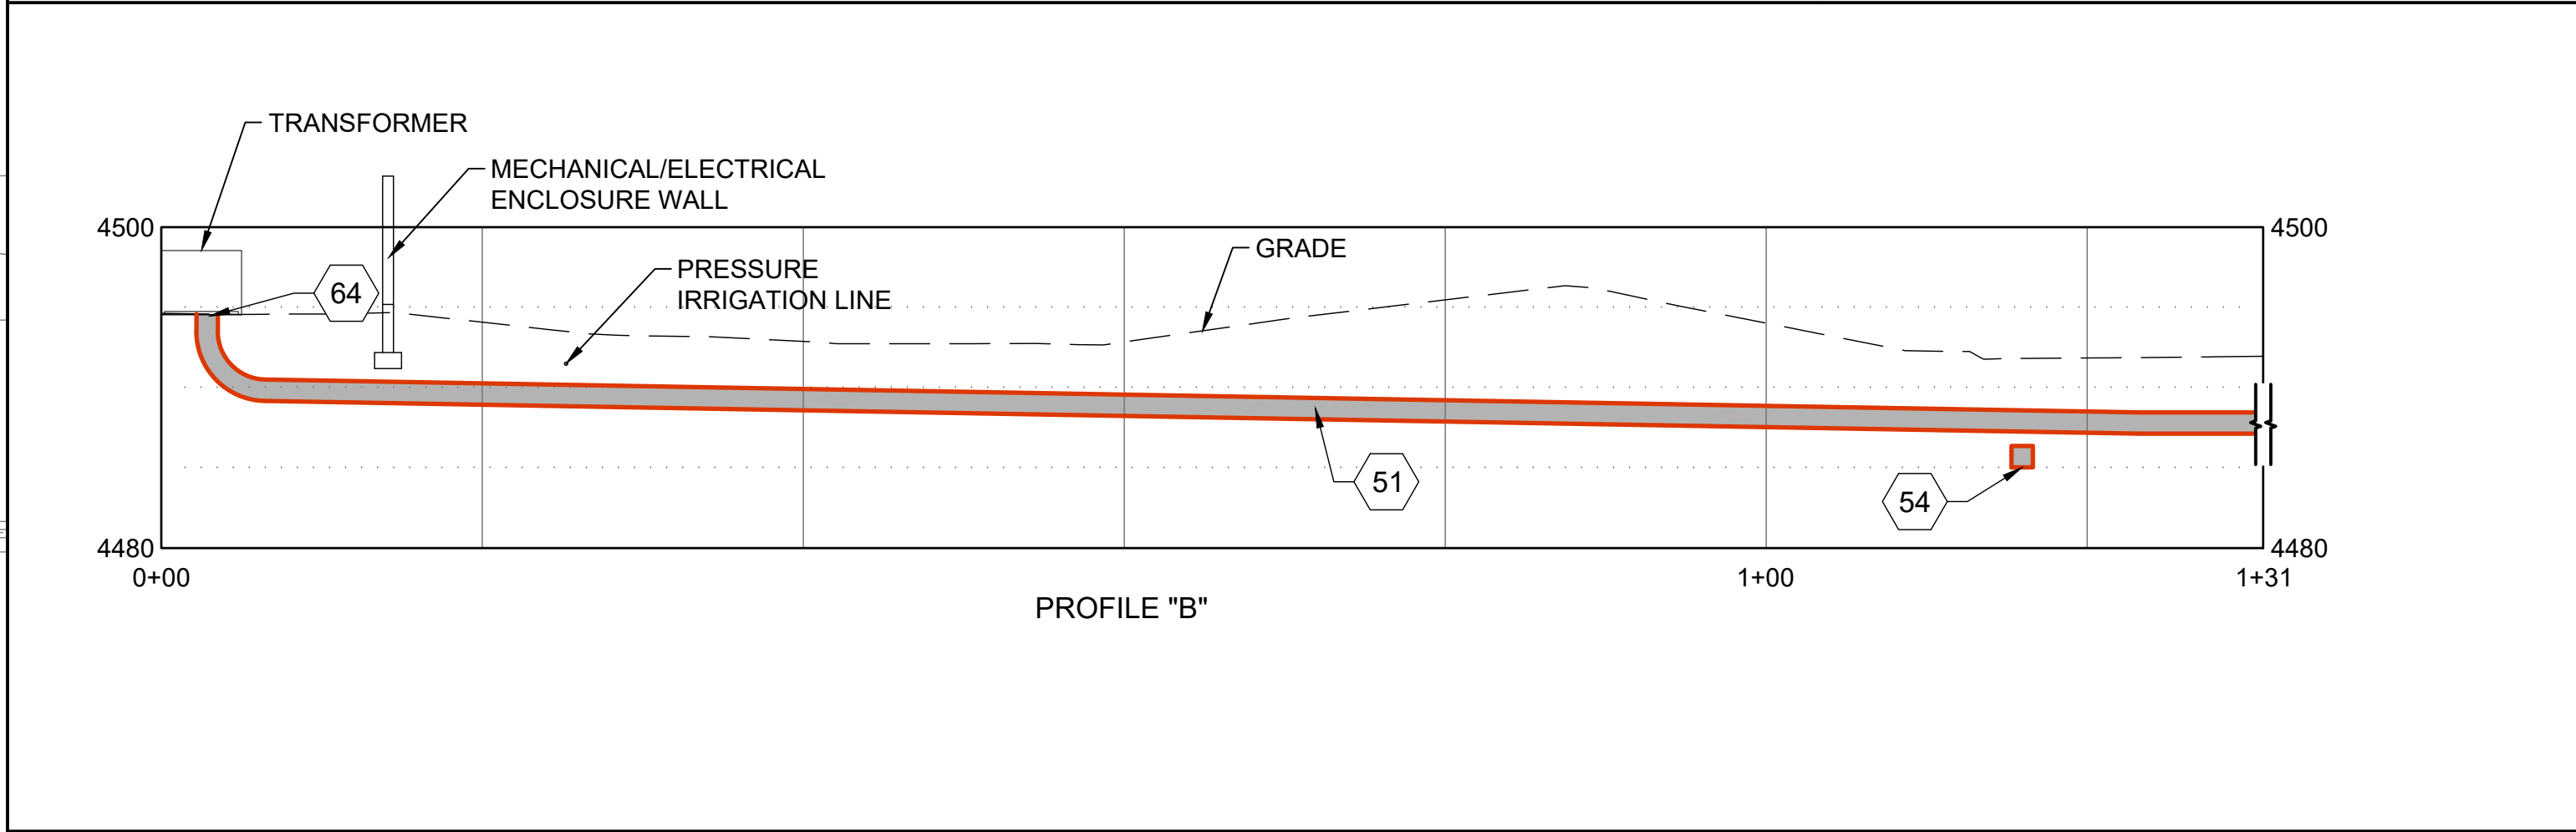 TRANSFORMER
MECHANICAL/ELECTRICAL
ENCLOSURE WALL
4500
4500
GRADE
PRESSURE
IRRIGATION LINE
64
51
54
4480
4480
0+00
1+00
1+31
PROFILE "B"